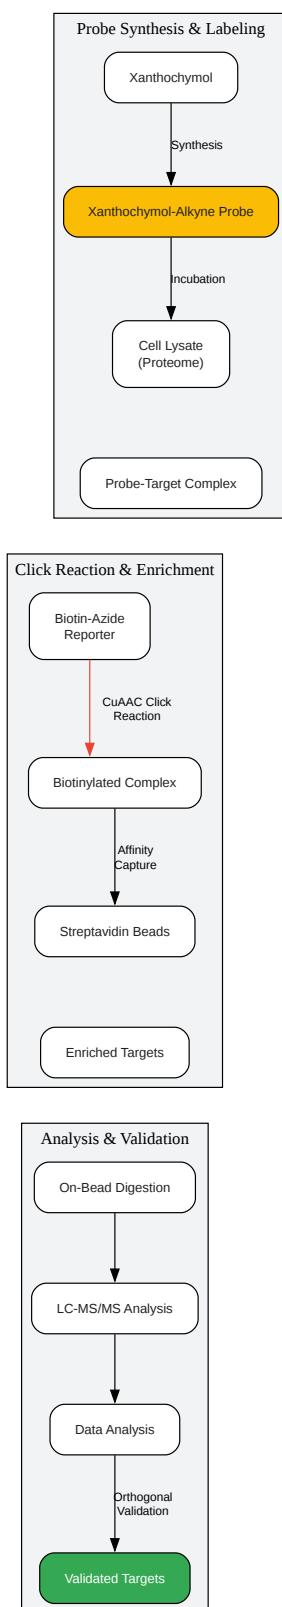 Probe Synthesis & Labeling
Xanthochymol
Synthesis
Xanthochymol-Alkyne Probe
Incubation
Cell Lysate
(Proteome)
Probe-Target Complex
Click Reaction & Enrichment
Biotin-Azide
Reporter
CuAAC Click
Reaction
Biotinylated Complex
Affinity
Capture
Streptavidin Beads
Enriched Targets
Analysis & Validation
On-Bead Digestion
LC-MS/MS Analysis
Data Analysis
Orthogonal
Validation
Validated Targets